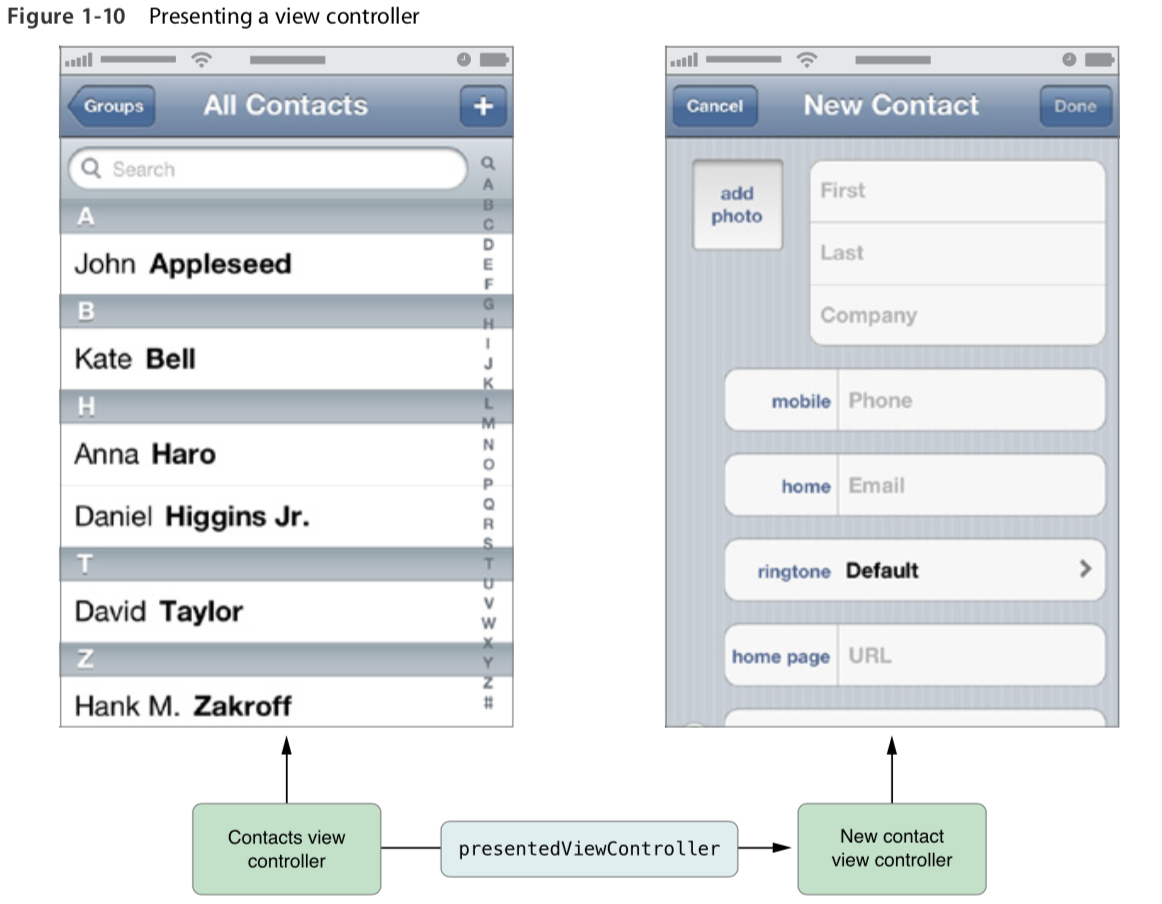 Figure 1-10 Presenting a view controller
Groups All Contacts +
Search
A
John Appleseed
B
Kate Bell
H
Anna Haro
Daniel Higgins Jr.
T
David Taylor
Z
Hank M. Zakroff
A
B
C
D
E
F
G
H
I
J
K
L
M
N
O
P
Q
R
S
T
U
V
W
X
Y
Z
#
Cancel New Contact Done
add
photo
First
Last
Company
mobile Phone
home Email
ringtone Default
home page URL
Contacts view
controller
presentedViewController
New contact
view controller